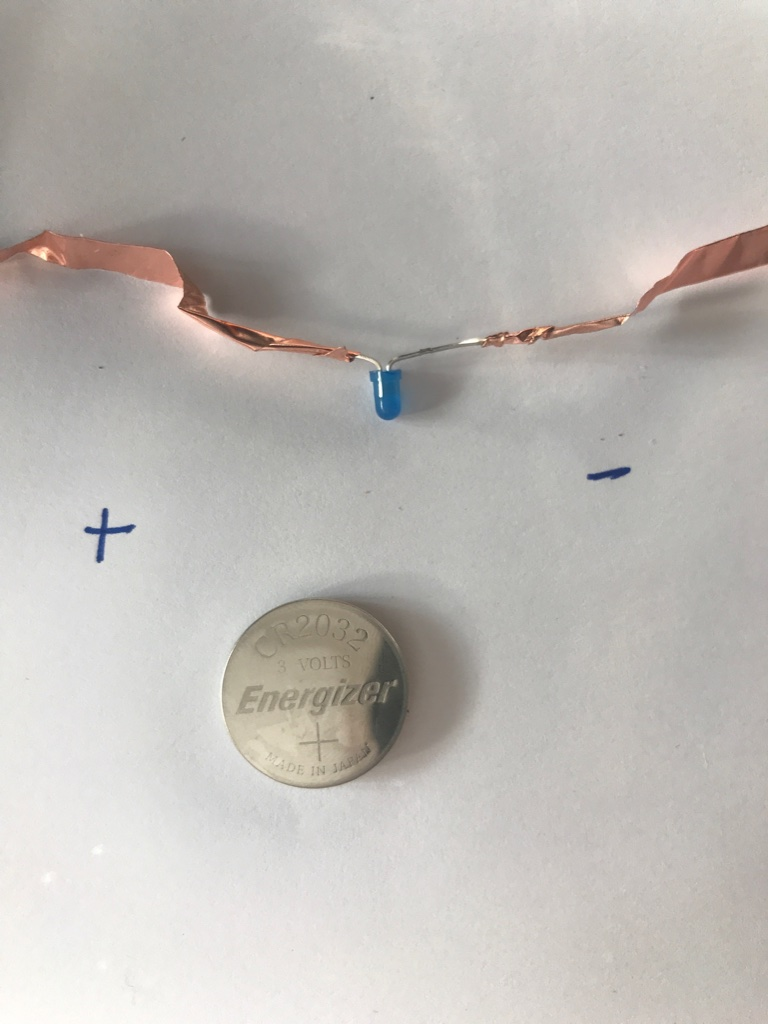 -
+
CR2032
3 VOLTS
Energizer
+
MADE IN JAPAN